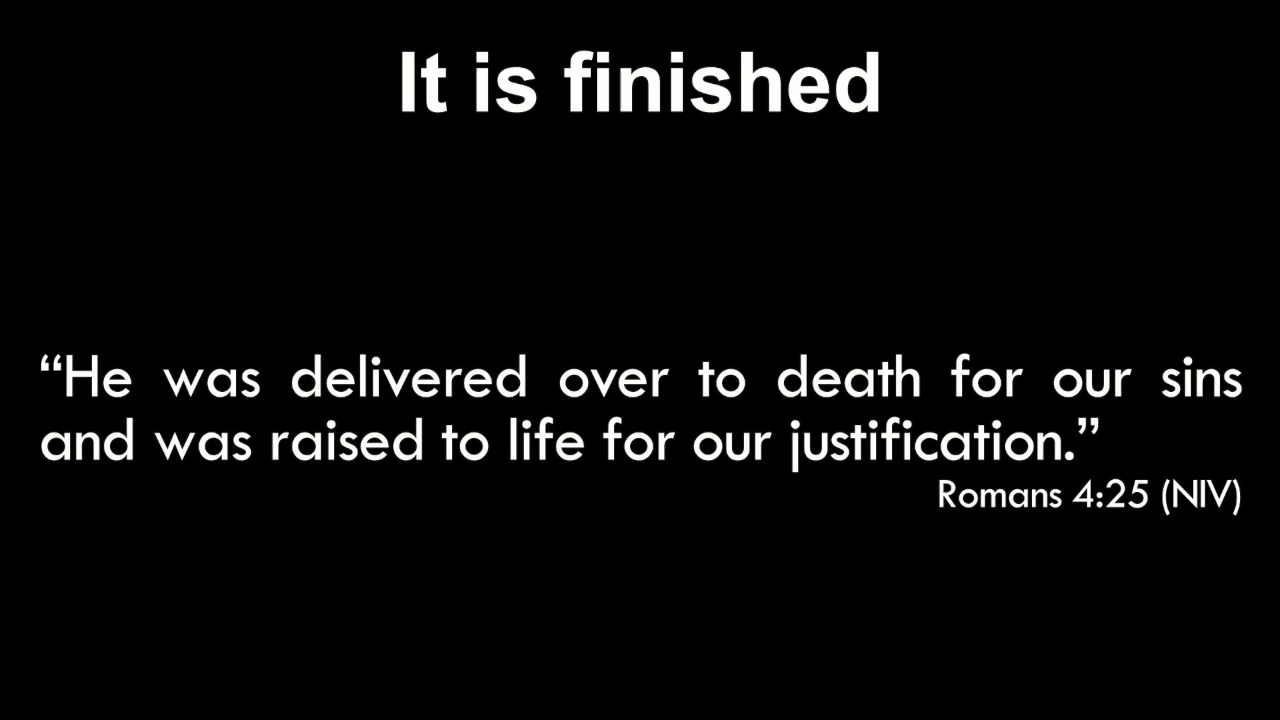 It is finished
“He was delivered over to death for our sins
and was raised to life for our justification.”
Romans 4:25 (NIV)